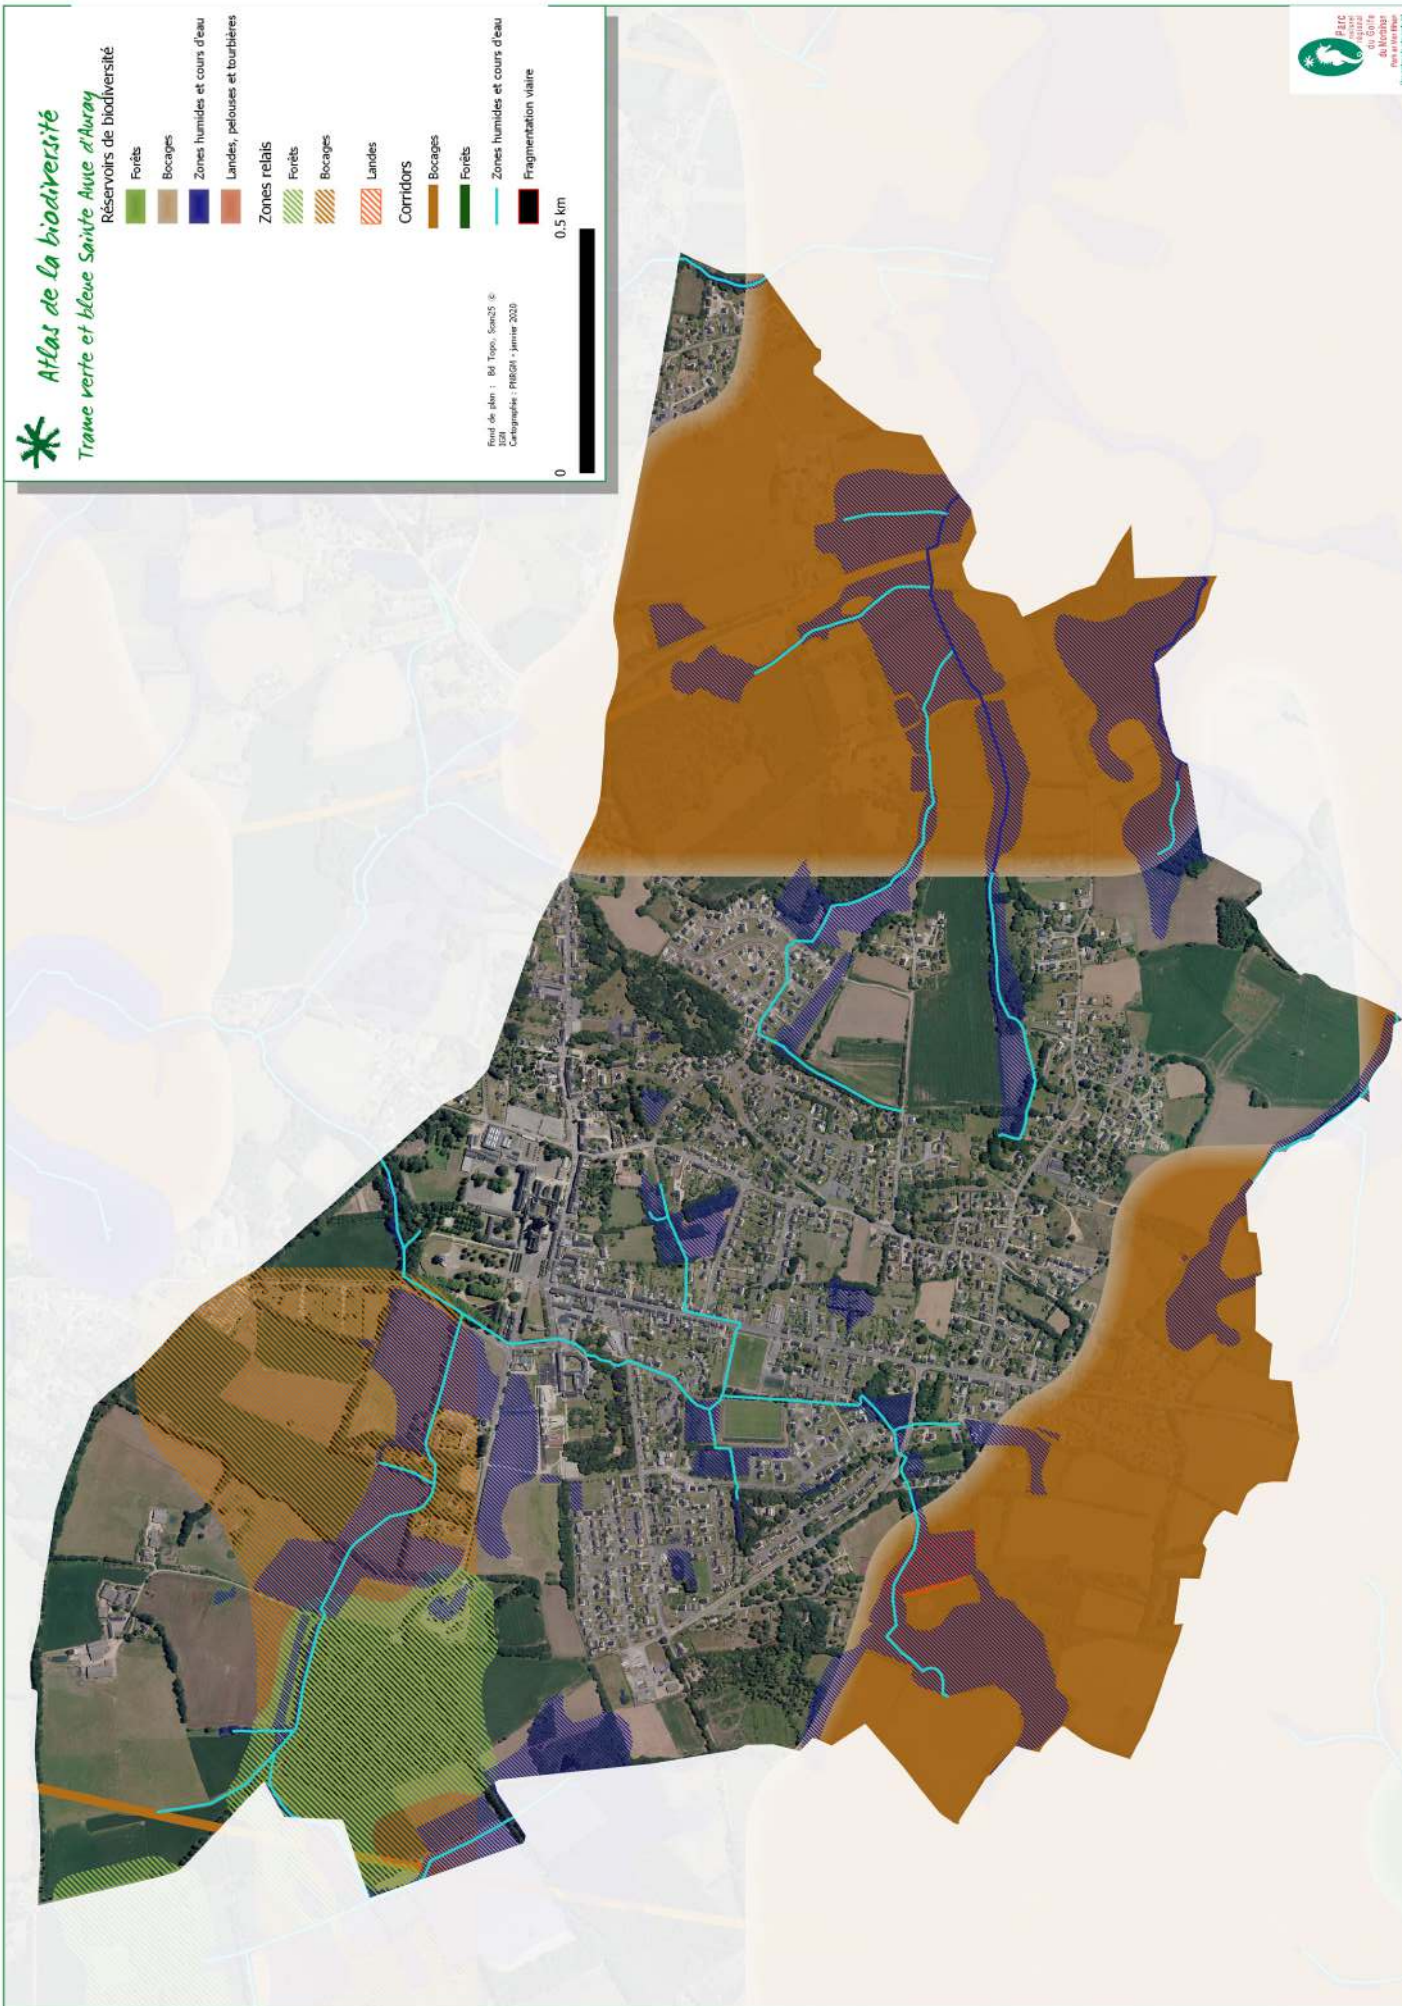 Atlas de la biodiversité
Trame verte et bleue Sainte Anne d'Auray
Réservoirs de biodiversité
Forêts
Bocages
Zones humides et cours d'eau
Landes, pelouses et tourbières
Zones relais
Forêts
Bocages
Landes
Corridors
Bocages
Forêts
Zones humides et cours d'eau
Fragmentation viaire
Fond de plan : Bd Topo, Scan25 ©
IGN
Cartographie : PNRGM - janvier 2020
0
0.5 km
Parc
naturel
régional
du Golfe
du Morbihan